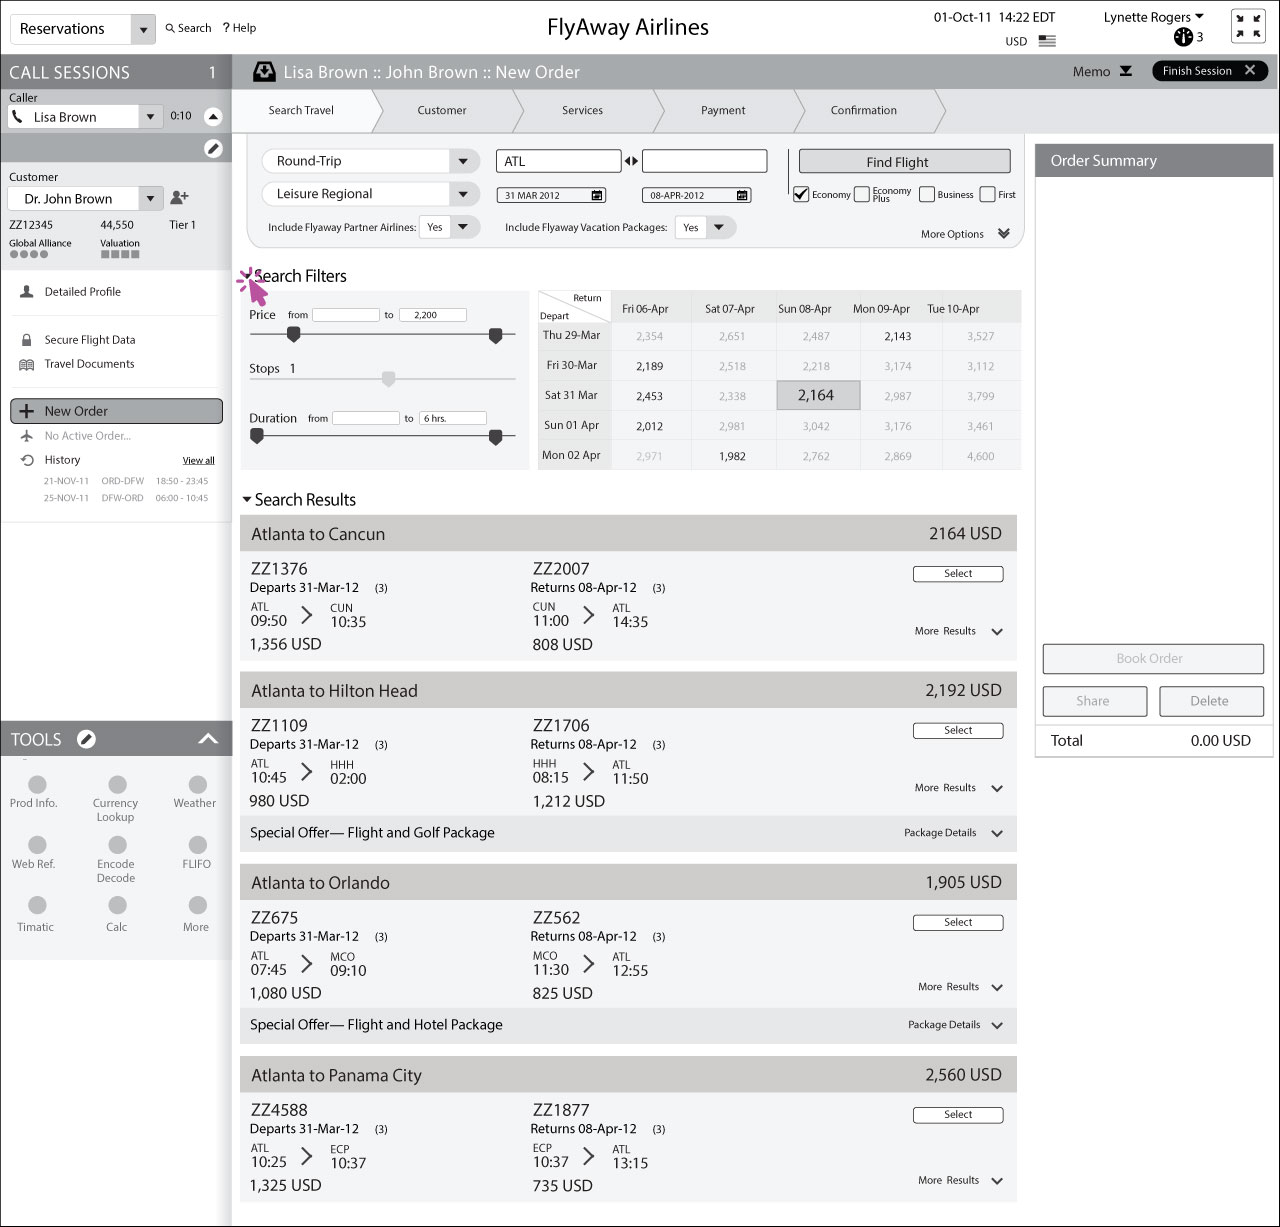 Reservations
Search
? Help
FlyAway Airlines
01-Oct-11 14:22 EDT
USD
Lynette Rogers
3
CALL SESSIONS 1
Caller
Lisa Brown
0:10
Customer
Dr. John Brown
ZZ12345 44,550 Tier 1
Global Alliance Valuation
Detailed Profile
Secure Flight Data
Travel Documents
New Order
No Active Order...
History View all
21-NOV-11 ORD-DFW 18:50 - 23:45
25-NOV-11 DFW-ORD 06:00 - 10:45
TOOLS
Prod Info. Currency Lookup Weather
Web Ref. Encode Decode FLIFO
Timatic Calc More
Lisa Brown :: John Brown :: New Order
Memo
Finish Session
Search Travel Customer Services Payment Confirmation
Round-Trip
ATL
Find Flight
Leisure Regional
31 MAR 2012
08-APR-2012
Economy
Economy Plus
Business
First
Include Flyaway Partner Airlines: Yes
Include Flyaway Vacation Packages: Yes
More Options
Search Filters
Price from to 2,200
Stops 1
Duration from to 6 hrs.
Return
Depart
Fri 06-Apr Sat 07-Apr Sun 08-Apr Mon 09-Apr Tue 10-Apr
Thu 29-Mar 2,354 2,651 2,487 2,143 3,527
Fri 30-Mar 2,189 2,518 2,218 3,174 3,112
Sat 31 Mar 2,453 2,338 2,164 2,987 3,799
Sun 01 Apr 2,012 2,981 3,042 3,176 3,461
Mon 02 Apr 2,971 1,982 2,762 2,869 4,600
Search Results
Atlanta to Cancun 2164 USD
ZZ1376 ZZ2007
Select
Departs 31-Mar-12 (3) Returns 08-Apr-12 (3)
ATL CUN CUN ATL
09:50 10:35 11:00 14:35
More Results
1,356 USD 808 USD
Atlanta to Hilton Head 2,192 USD
ZZ1109 ZZ1706
Select
Departs 31-Mar-12 (3) Returns 08-Apr-12 (3)
ATL HHH HHH ATL
10:45 02:00 08:15 11:50
More Results
980 USD 1,212 USD
Special Offer— Flight and Golf Package Package Details
Atlanta to Orlando 1,905 USD
ZZ675 ZZ562
Select
Departs 31-Mar-12 (3) Returns 08-Apr-12 (3)
ATL MCO MCO ATL
07:45 09:10 11:30 12:55
More Results
1,080 USD 825 USD
Special Offer— Flight and Hotel Package Package Details
Atlanta to Panama City 2,560 USD
ZZ4588 ZZ1877
Select
Departs 31-Mar-12 (3) Returns 08-Apr-12 (3)
ATL ECP ECP ATL
10:25 10:37 10:37 13:15
More Results
1,325 USD 735 USD
Order Summary
Book Order
Share Delete
Total 0.00 USD